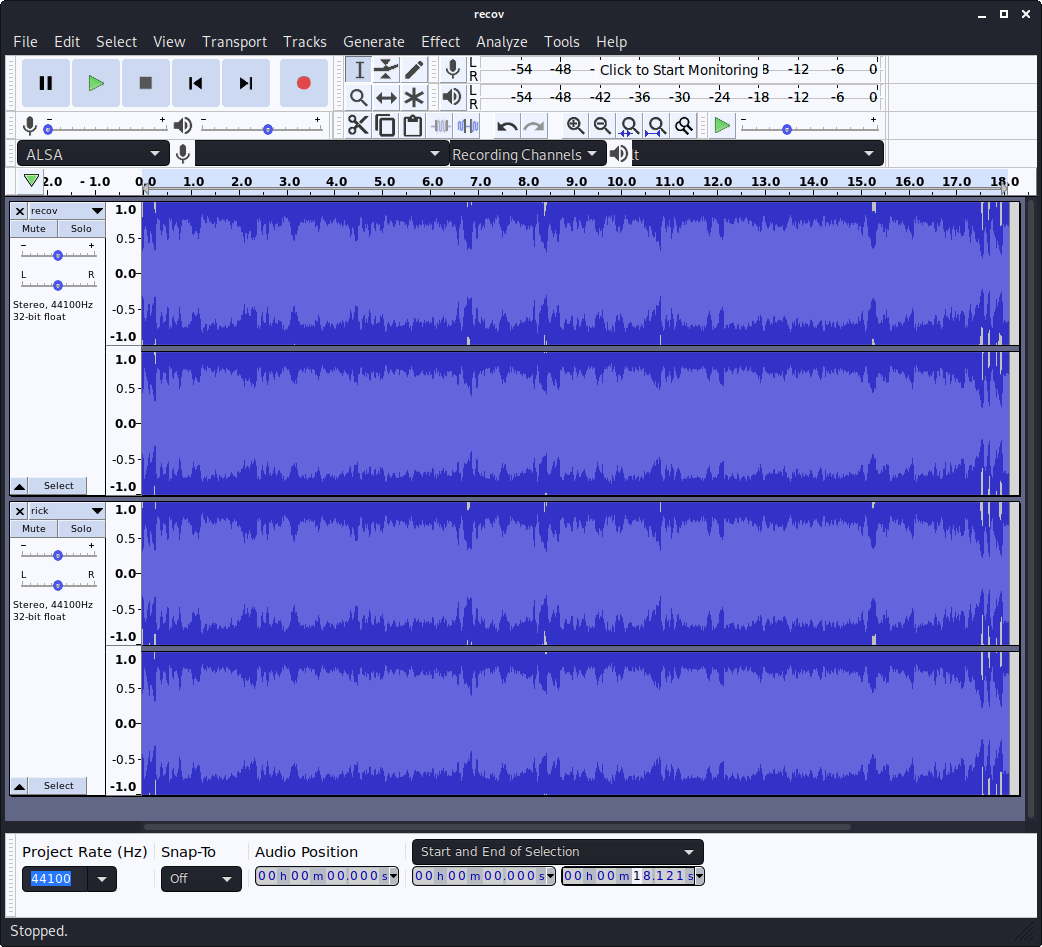 recov
File Edit Select View Transport Tracks Generate Effect Analyze Tools Help
L R -54 -48 - Click to Start Monitoring 8 -12 -6 0
L R -54 -48 -42 -36 -30 -24 -18 -12 -6 0
- + - + - +
ALSA Recording Channels lt
2.0 - 1.0 0.0 1.0 2.0 3.0 4.0 5.0 6.0 7.0 8.0 9.0 10.0 11.0 12.0 13.0 14.0 15.0 16.0 17.0 18.0
recov
Mute Solo
- +
L R
Stereo, 44100Hz
32-bit float
Select
1.0
0.5-
0.0-
-0.5-
-1.0
1.0
0.5-
0.0-
-0.5-
-1.0
rick
Mute Solo
- +
L R
Stereo, 44100Hz
32-bit float
Select
1.0
0.5-
0.0-
-0.5-
-1.0
1.0
0.5-
0.0-
-0.5-
-1.0
Project Rate (Hz) Snap-To Audio Position Start and End of Selection
44100 Off 00 h 00 m 00.000 s 00 h 00 m 00.000 s 00 h 00 m 18.121 s
Stopped.